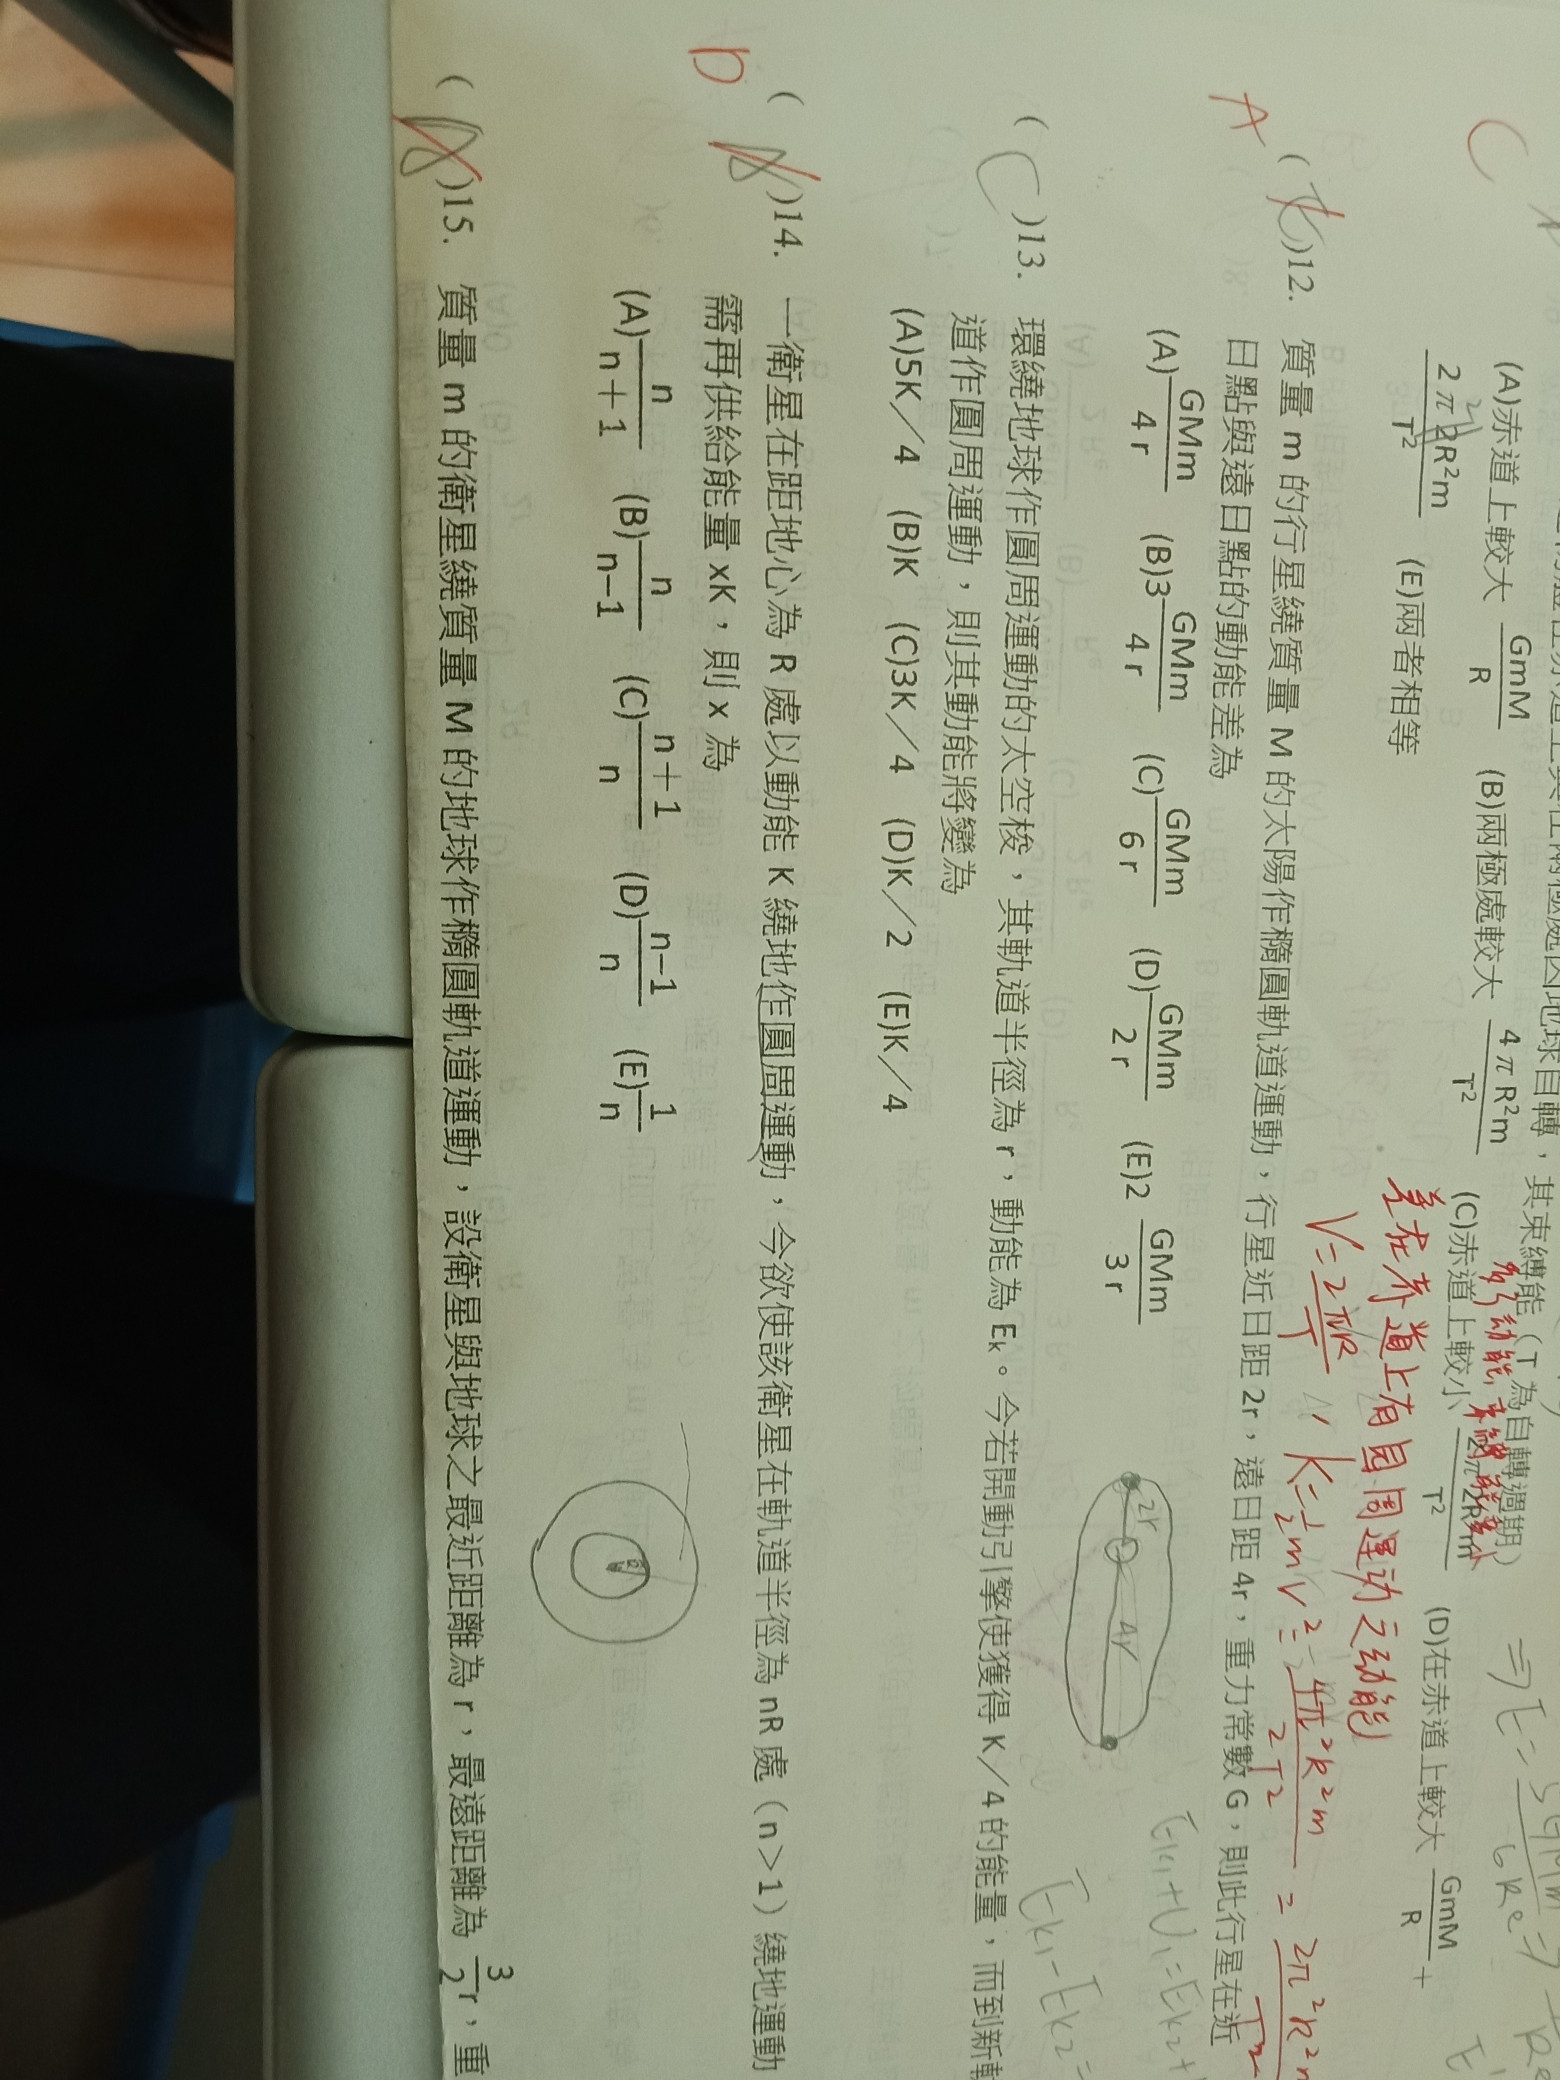 C
(A)赤道上較大 GmM/R (B)兩極處較大 4πR²m/T² (C)赤道上較小 (D)在赤道上較大 GmM/R +
2π²R²m/T² (E)兩者相等
差在赤道上有圓周運动之动能
V=2πR/T , K=½mv²=4π²R²m/2T² =
A
( )12. 質量 m 的行星繞質量 M 的太陽作橢圓軌道運動,行星近日距 2r,遠日距 4r,重力常數 G,則此行星在近
日點與遠日點的動能差為
(A)GMm/4r (B)3GMm/4r (C)GMm/6r (D)GMm/2r (E)2GMm/3r
2r 4r
( C )13. 環繞地球作圓周運動的太空梭,其軌道半徑為 r,動能為 Eₖ。今若開動引擎使獲得 K/4 的能量,而到新軌
道作圓周運動,則其動能將變為
(A)5K/4 (B)K (C)3K/4 (D)K/2 (E)K/4
D
( )14. 一衛星在距地心為 R 處以動能 K 繞地作圓周運動,今欲使該衛星在軌道半徑為 nR 處(n>1)繞地運動
需再供給能量 xK,則 x 為
(A)n/n+1 (B)n/n−1 (C)n+1/n (D)n−1/n (E)1/n
( )15. 質量 m 的衛星繞質量 M 的地球作橢圓軌道運動,設衛星與地球之最近距離為 r,最遠距離為 3/2 r,重